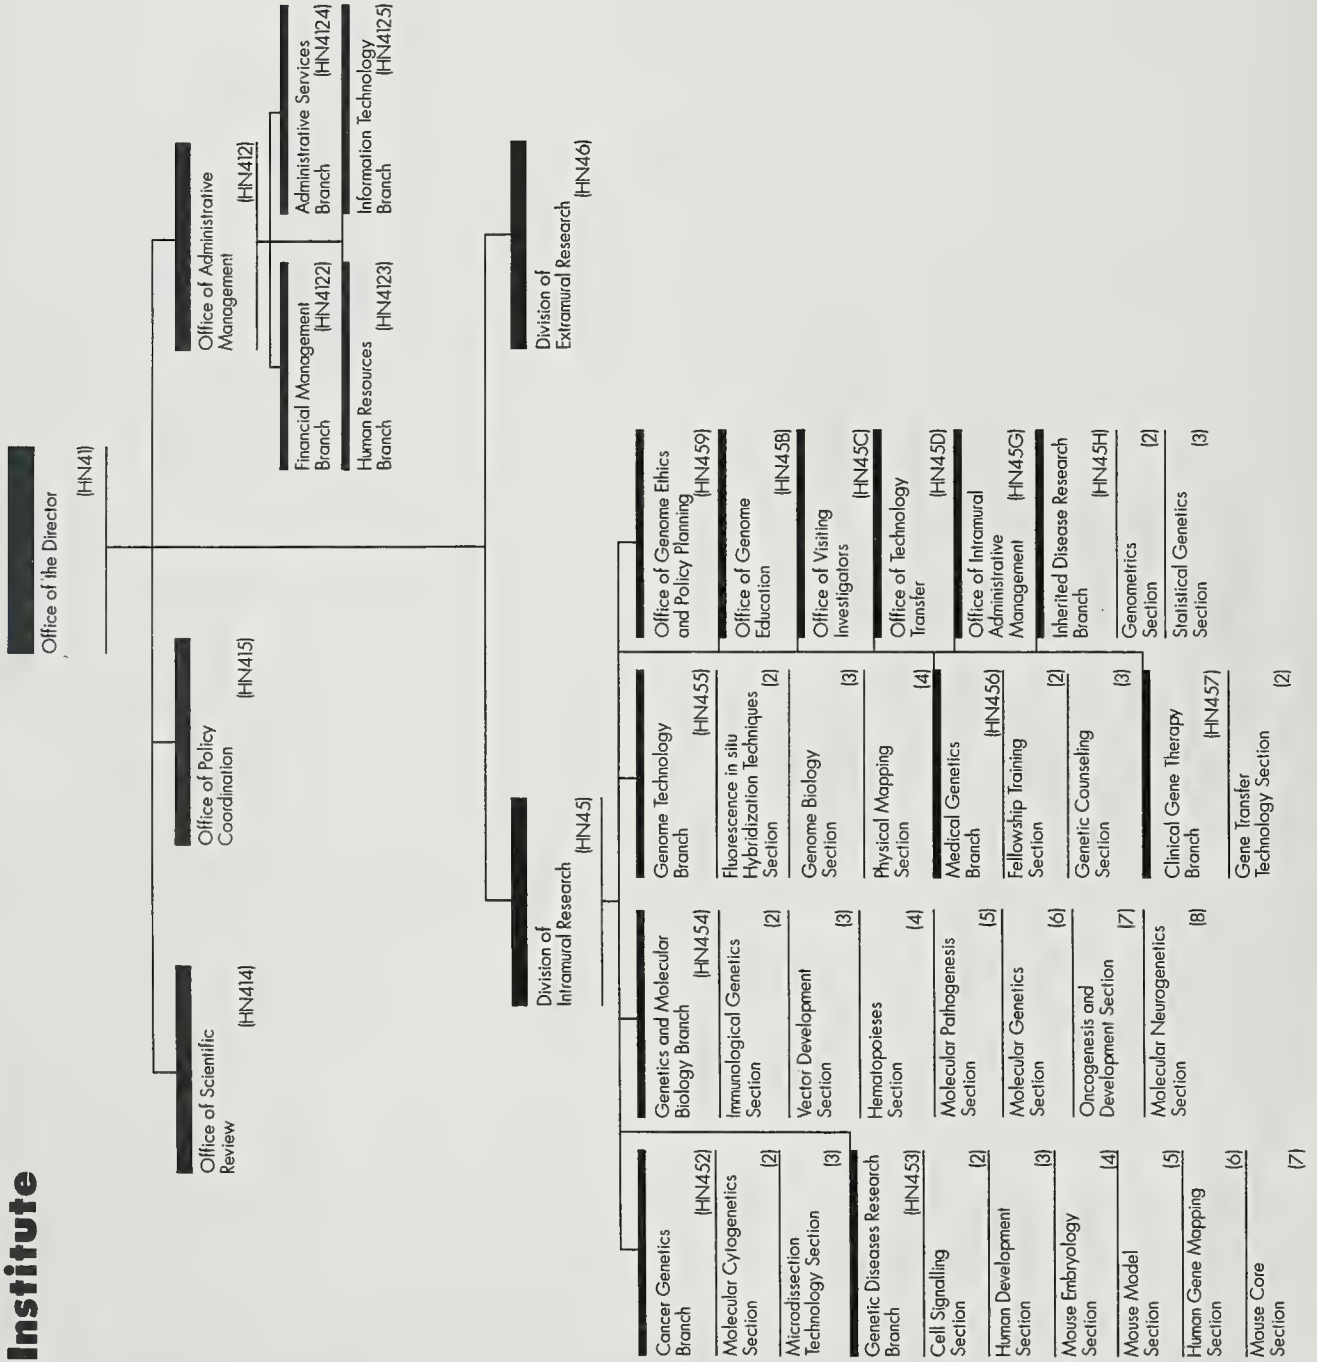 Institute
Office of the Director
(HN41)
Office of Scientific
Review
(HN414)
Office of Policy
Coordination
(HN415)
Office of Administrative
Management
(HN412)
Financial Management
Branch (HN4122)
Human Resources
Branch (HN4123)
Administrative Services
Branch (HN4124)
Information Technology
Branch (HN4125)
Division of
Intramural Research
(HN45)
Division of
Extramural Research
(HN46)
Cancer Genetics
Branch
(HN452)
Molecular Cytogenetics
Section (2)
Microdissection
Technology Section
(3)
Genetic Diseases Research
Branch
(HN453)
Cell Signalling
Section (2)
Human Development
Section (3)
Mouse Embryology
Section (4)
Mouse Model
Section (5)
Human Gene Mapping
Section (6)
Mouse Core
Section (7)
Genetics and Molecular
Biology Branch
(HN454)
Immunological Genetics
Section
(2)
Vector Development
Section (3)
Hematopoieses
Section (4)
Molecular Pathogenesis
Section (5)
Molecular Genetics
Section (6)
Oncogenesis and
Development Section
(7)
Molecular Neurogenetics
Section (8)
Genome Technology
Branch
(HN455)
Fluorescence in situ
Hybridization Techniques
Section (2)
Genome Biology
Section (3)
Physical Mapping
Section (4)
Medical Genetics
Branch
(HN456)
Fellowship Training
Section (2)
Genetic Counseling
Section (3)
Clinical Gene Therapy
Branch
(HN457)
Gene Transfer
Technology Section
(2)
Office of Genome Ethics
and Policy Planning
(HN459)
Office of Genome
Education
(HN45B)
Office of Visiting
Investigators
(HN45C)
Office of Technology
Transfer
(HN45D)
Office of Intramural
Administrative
Management (HN45G)
Inherited Disease Research
Branch
(HN45H)
Genometrics
Section (2)
Statistical Genetics
Section (3)